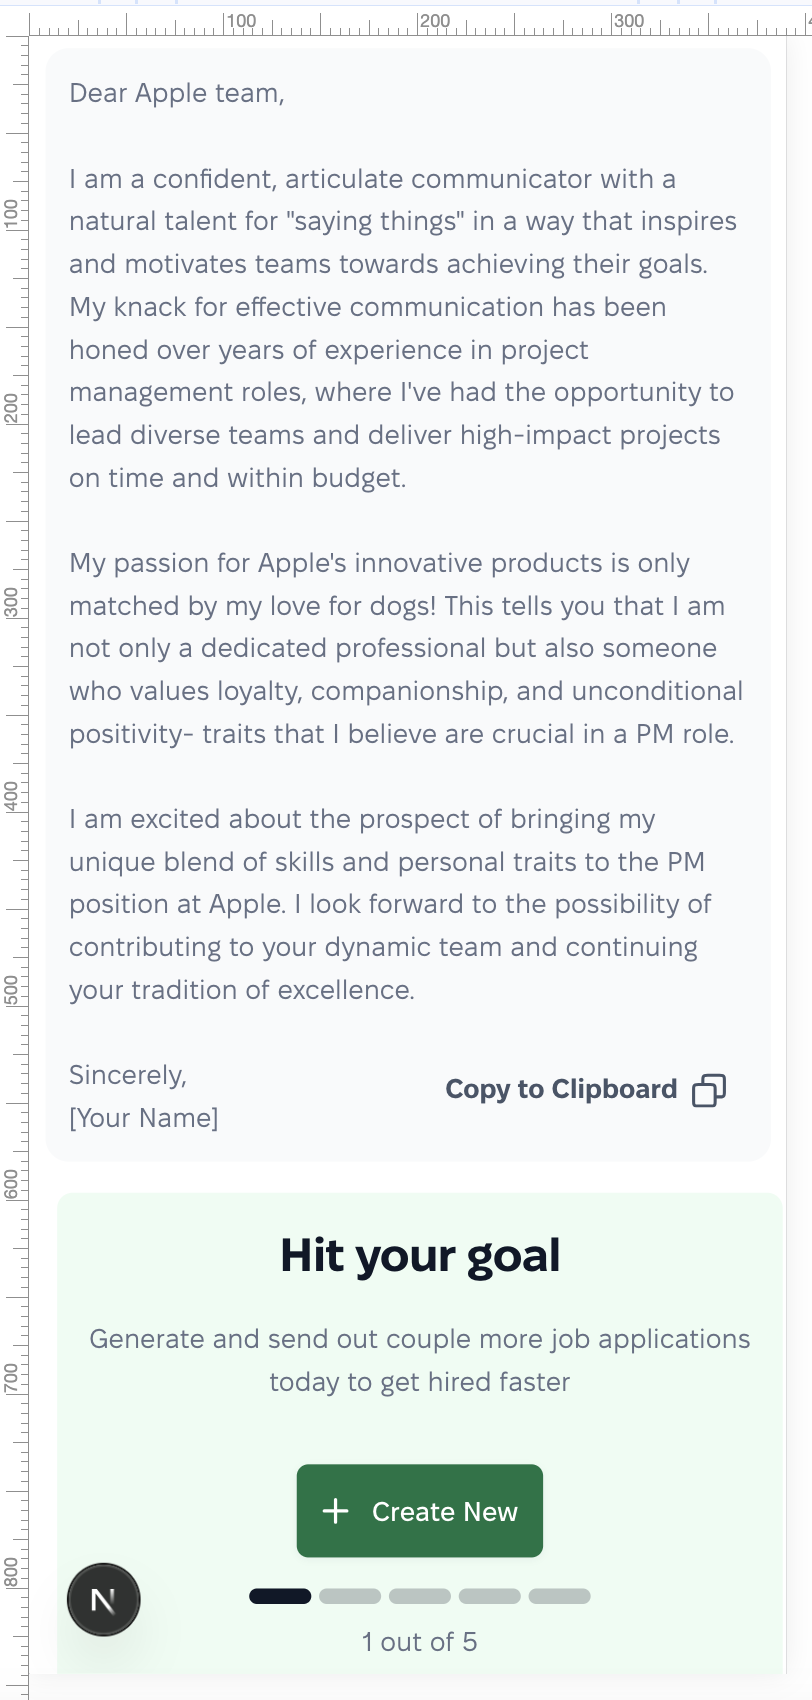 100
200
300
100
200
300
400
500
600
700
800
Dear Apple team,
I am a confident, articulate communicator with a
natural talent for "saying things" in a way that inspires
and motivates teams towards achieving their goals.
My knack for effective communication has been
honed over years of experience in project
management roles, where I've had the opportunity to
lead diverse teams and deliver high-impact projects
on time and within budget.
My passion for Apple's innovative products is only
matched by my love for dogs! This tells you that I am
not only a dedicated professional but also someone
who values loyalty, companionship, and unconditional
positivity- traits that I believe are crucial in a PM role.
I am excited about the prospect of bringing my
unique blend of skills and personal traits to the PM
position at Apple. I look forward to the possibility of
contributing to your dynamic team and continuing
your tradition of excellence.
Sincerely,
[Your Name]
Copy to Clipboard
Hit your goal
Generate and send out couple more job applications
today to get hired faster
Create New
N
1 out of 5